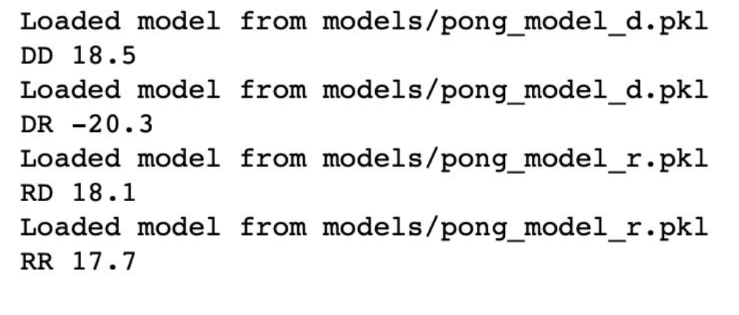 Loaded model from models/pong_model_d.pkl
DD 18.5
Loaded model from models/pong_model_d.pkl
DR -20.3
Loaded model from models/pong_model_r.pkl
RD 18.1
Loaded model from models/pong_model_r.pkl
RR 17.7